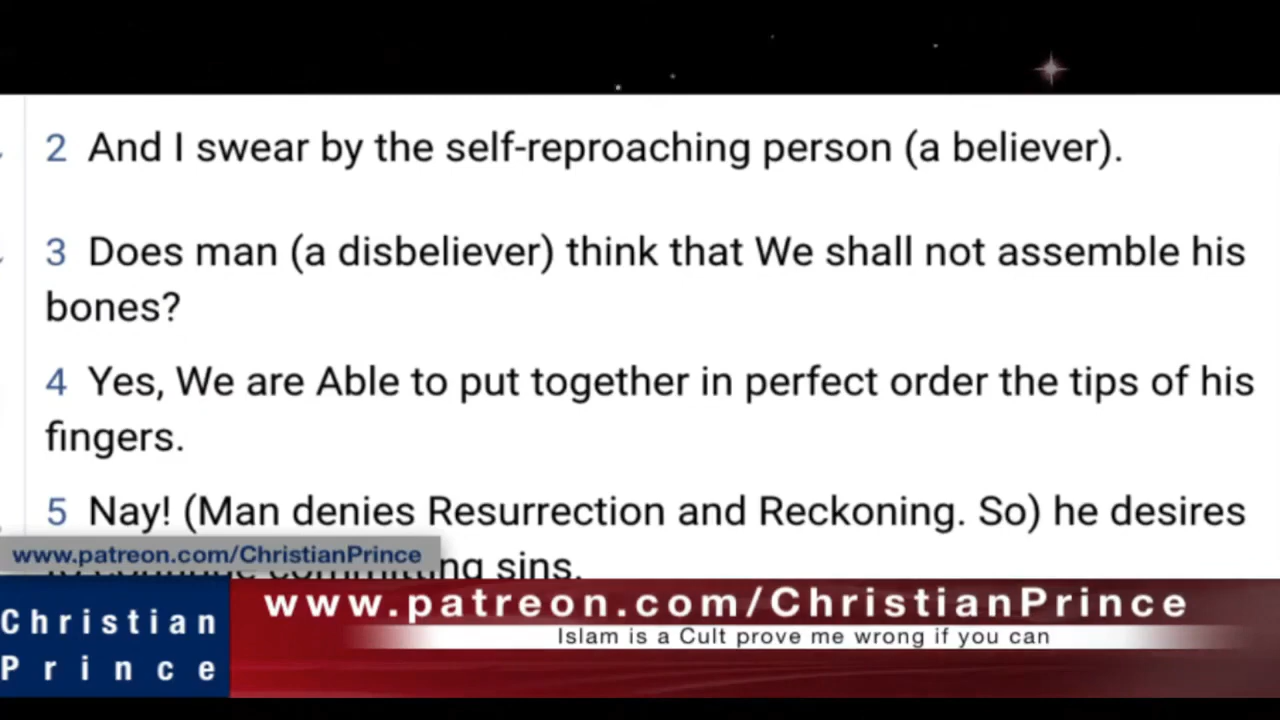 2 And I swear by the self-reproaching person (a believer).
3 Does man (a disbeliever) think that We shall not assemble his
bones?
4 Yes, We are Able to put together in perfect order the tips of his
fingers.
5 Nay! (Man denies Resurrection and Reckoning. So) he desires
to continue committing sins.
www.patreon.com/ChristianPrince
www.patreon.com/ChristianPrince
Islam is a Cult prove me wrong if you can
Christian
Prince